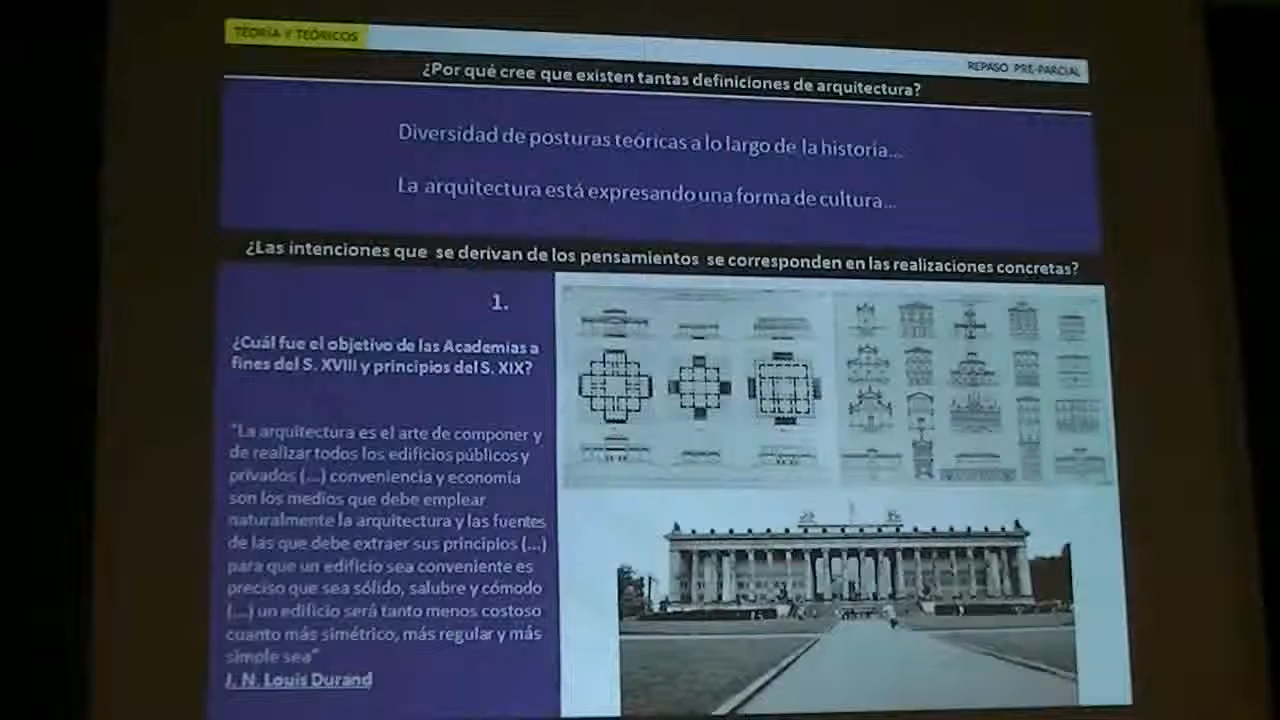 TEORÍA Y TEÓRICOS
REPASO PRE-PARCIAL
¿Por qué cree que existen tantas definiciones de arquitectura?
Diversidad de posturas teóricas a lo largo de la historia...
La arquitectura está expresando una forma de cultura...
¿Las intenciones que se derivan de los pensamientos se corresponden en las realizaciones concretas?
1.
¿Cuál fue el objetivo de las Academias a
fines del S. XVIII y principios del S. XIX?
"La arquitectura es el arte de componer y
de realizar todos los edificios públicos y
privados (...) conveniencia y economía
son los medios que debe emplear
naturalmente la arquitectura y las fuentes
de las que debe extraer sus principios (...)
para que un edificio sea conveniente es
preciso que sea sólido, salubre y cómodo
(...) un edificio será tanto menos costoso
cuanto más simétrico, más regular y más
simple sea"
J. N. Louis Durand